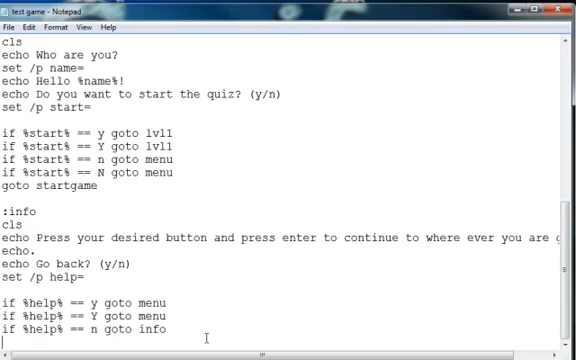 test game - Notepad
File Edit Format View Help
cls
echo Who are you?
set /p name=
echo Hello %name%!
echo Do you want to start the quiz? (y/n)
set /p start=
if %start% == y goto lvl1
if %start% == Y goto lvl1
if %start% == n goto menu
if %start% == N goto menu
goto startgame
:info
cls
echo Press your desired button and press enter to continue to where ever you are
echo.
echo Go back? (y/n)
set /p help=
if %help% == y goto menu
if %help% == Y goto menu
if %help% == n goto info